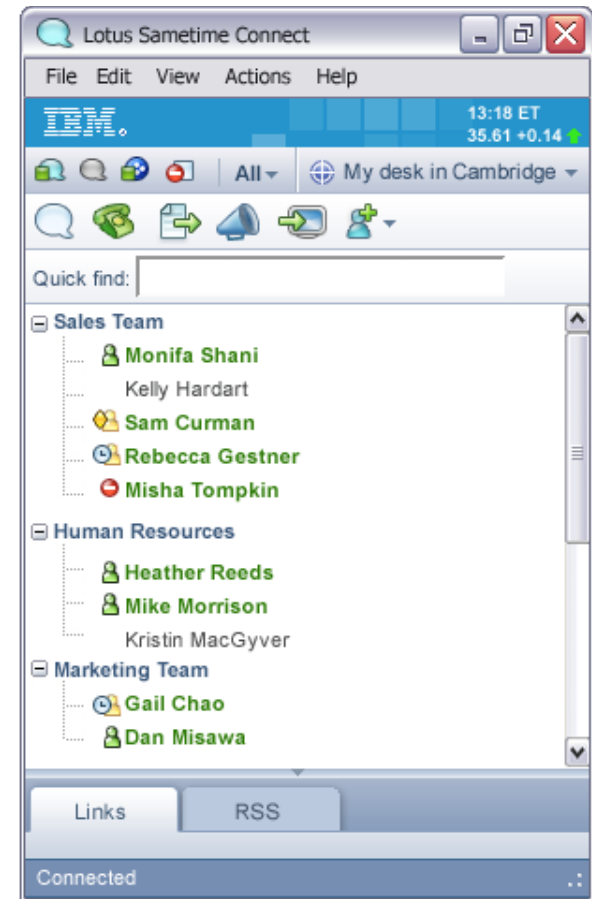 Lotus Sametime Connect
File Edit View Actions Help
IBM®
13:18 ET
35.61 +0.14
All
My desk in Cambridge
Quick find:
Sales Team
Monifa Shani
Kelly Hardart
Sam Curman
Rebecca Gestner
Misha Tompkin
Human Resources
Heather Reeds
Mike Morrison
Kristin MacGyver
Marketing Team
Gail Chao
Dan Misawa
Links RSS
Connected